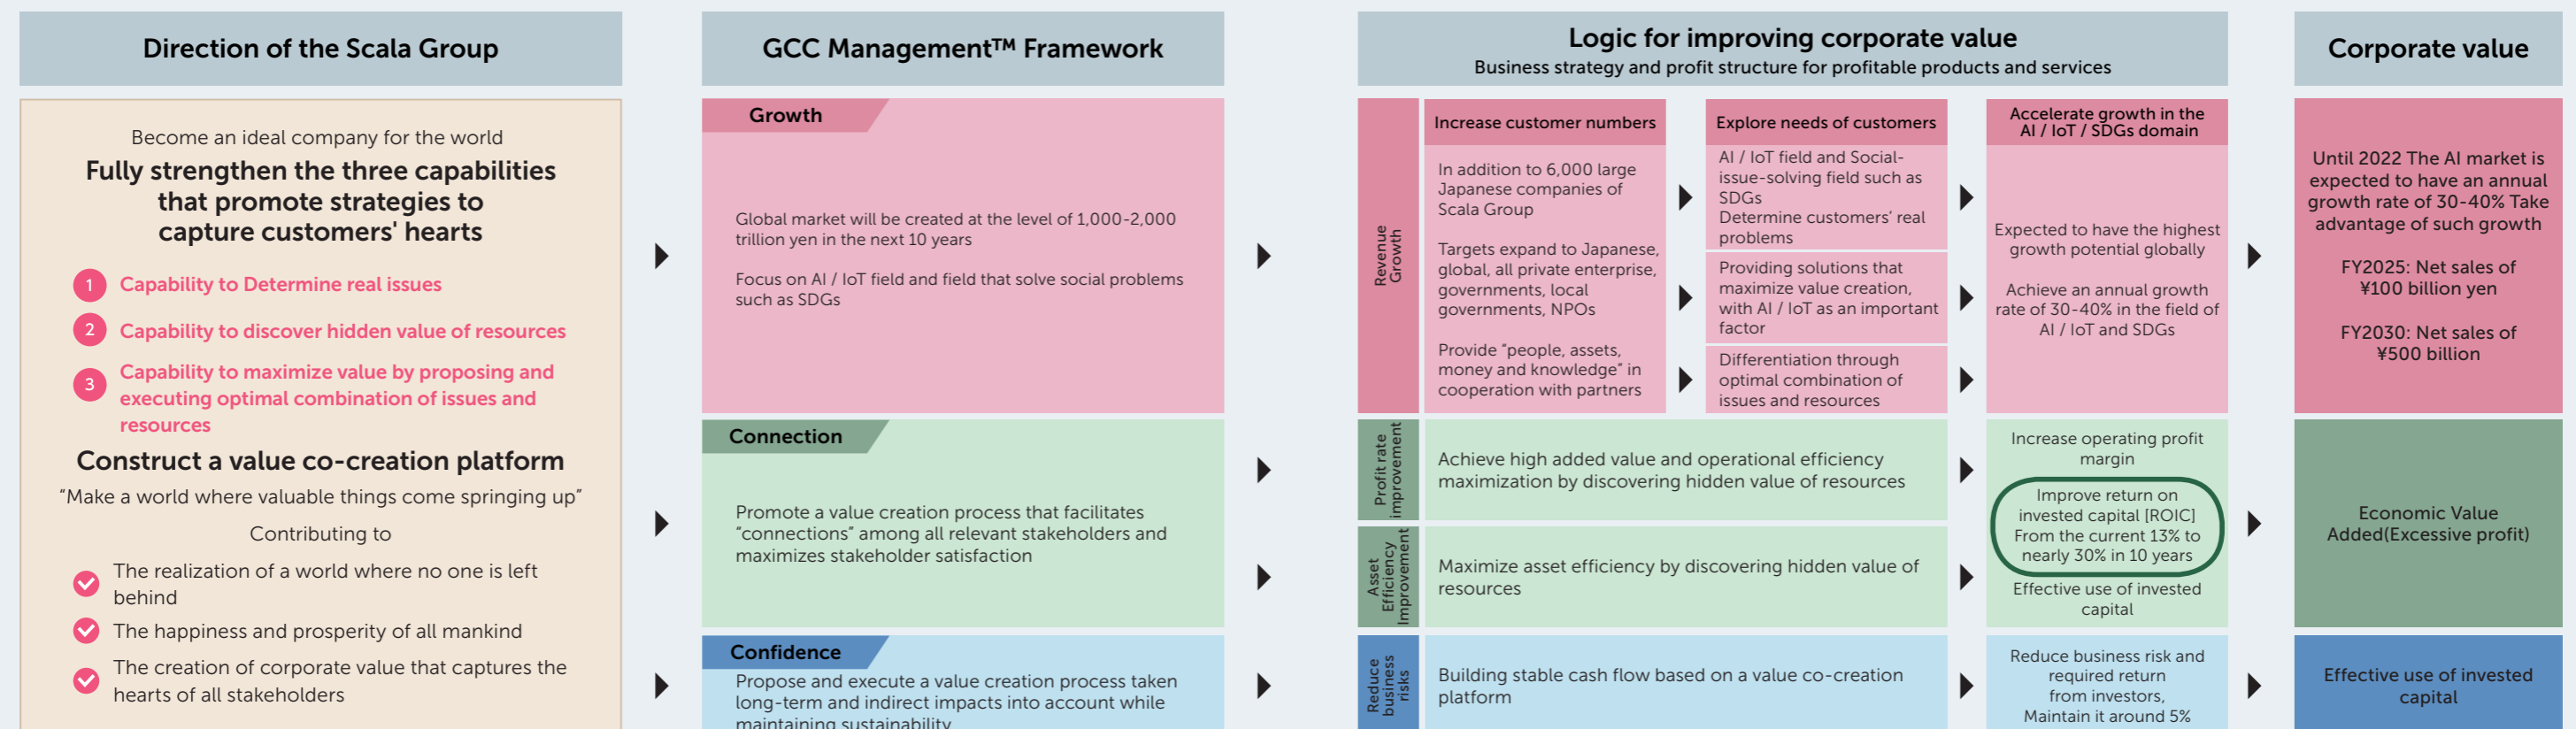 Direction of the Scala Group
Become an ideal company for the world
Fully strengthen the three capabilities
that promote strategies to
capture customers' hearts
1 Capability to Determine real issues
2 Capability to discover hidden value of resources
3 Capability to maximize value by proposing and
executing optimal combination of issues and
resources
Construct a value co-creation platform
“Make a world where valuable things come springing up”
Contributing to
The realization of a world where no one is left
behind
The happiness and prosperity of all mankind
The creation of corporate value that captures the
hearts of all stakeholders
GCC Management™ Framework
Growth
Global market will be created at the level of 1,000-2,000
trillion yen in the next 10 years
Focus on AI / IoT field and field that solve social problems
such as SDGs
Connection
Promote a value creation process that facilitates
“connections” among all relevant stakeholders and
maximizes stakeholder satisfaction
Confidence
Propose and execute a value creation process taken
long-term and indirect impacts into account while
maintaining sustainability
Logic for improving corporate value
Business strategy and profit structure for profitable products and services
Revenue
Growth
Increase customer numbers
In addition to 6,000 large
Japanese companies of
Scala Group
Targets expand to Japanese,
global, all private enterprise,
governments, local
governments, NPOs
Provide “people, assets,
money and knowledge” in
cooperation with partners
Explore needs of customers
AI / IoT field and Social-
issue-solving field such as
SDGs
Determine customers’ real
problems
Providing solutions that
maximize value creation,
with AI / IoT as an important
factor
Differentiation through
optimal combination of
issues and resources
Accelerate growth in the
AI / IoT / SDGs domain
Expected to have the highest
growth potential globally
Achieve an annual growth
rate of 30-40% in the field of
AI / IoT and SDGs
Profit rate
improvement
Achieve high added value and operational efficiency
maximization by discovering hidden value of resources
Asset
Efficiency
Improvement
Maximize asset efficiency by discovering hidden value of
resources
Increase operating profit
margin
Improve return on
invested capital [ROIC]
From the current 13% to
nearly 30% in 10 years
Effective use of invested
capital
Reduce
business
risks
Building stable cash flow based on a value co-creation
platform
Reduce business risk and
required return
from investors,
Maintain it around 5%
Corporate value
Until 2022 The AI market is
expected to have an annual
growth rate of 30-40% Take
advantage of such growth
FY2025: Net sales of
¥100 billion yen
FY2030: Net sales of
¥500 billion
Economic Value
Added(Excessive profit)
Effective use of invested
capital